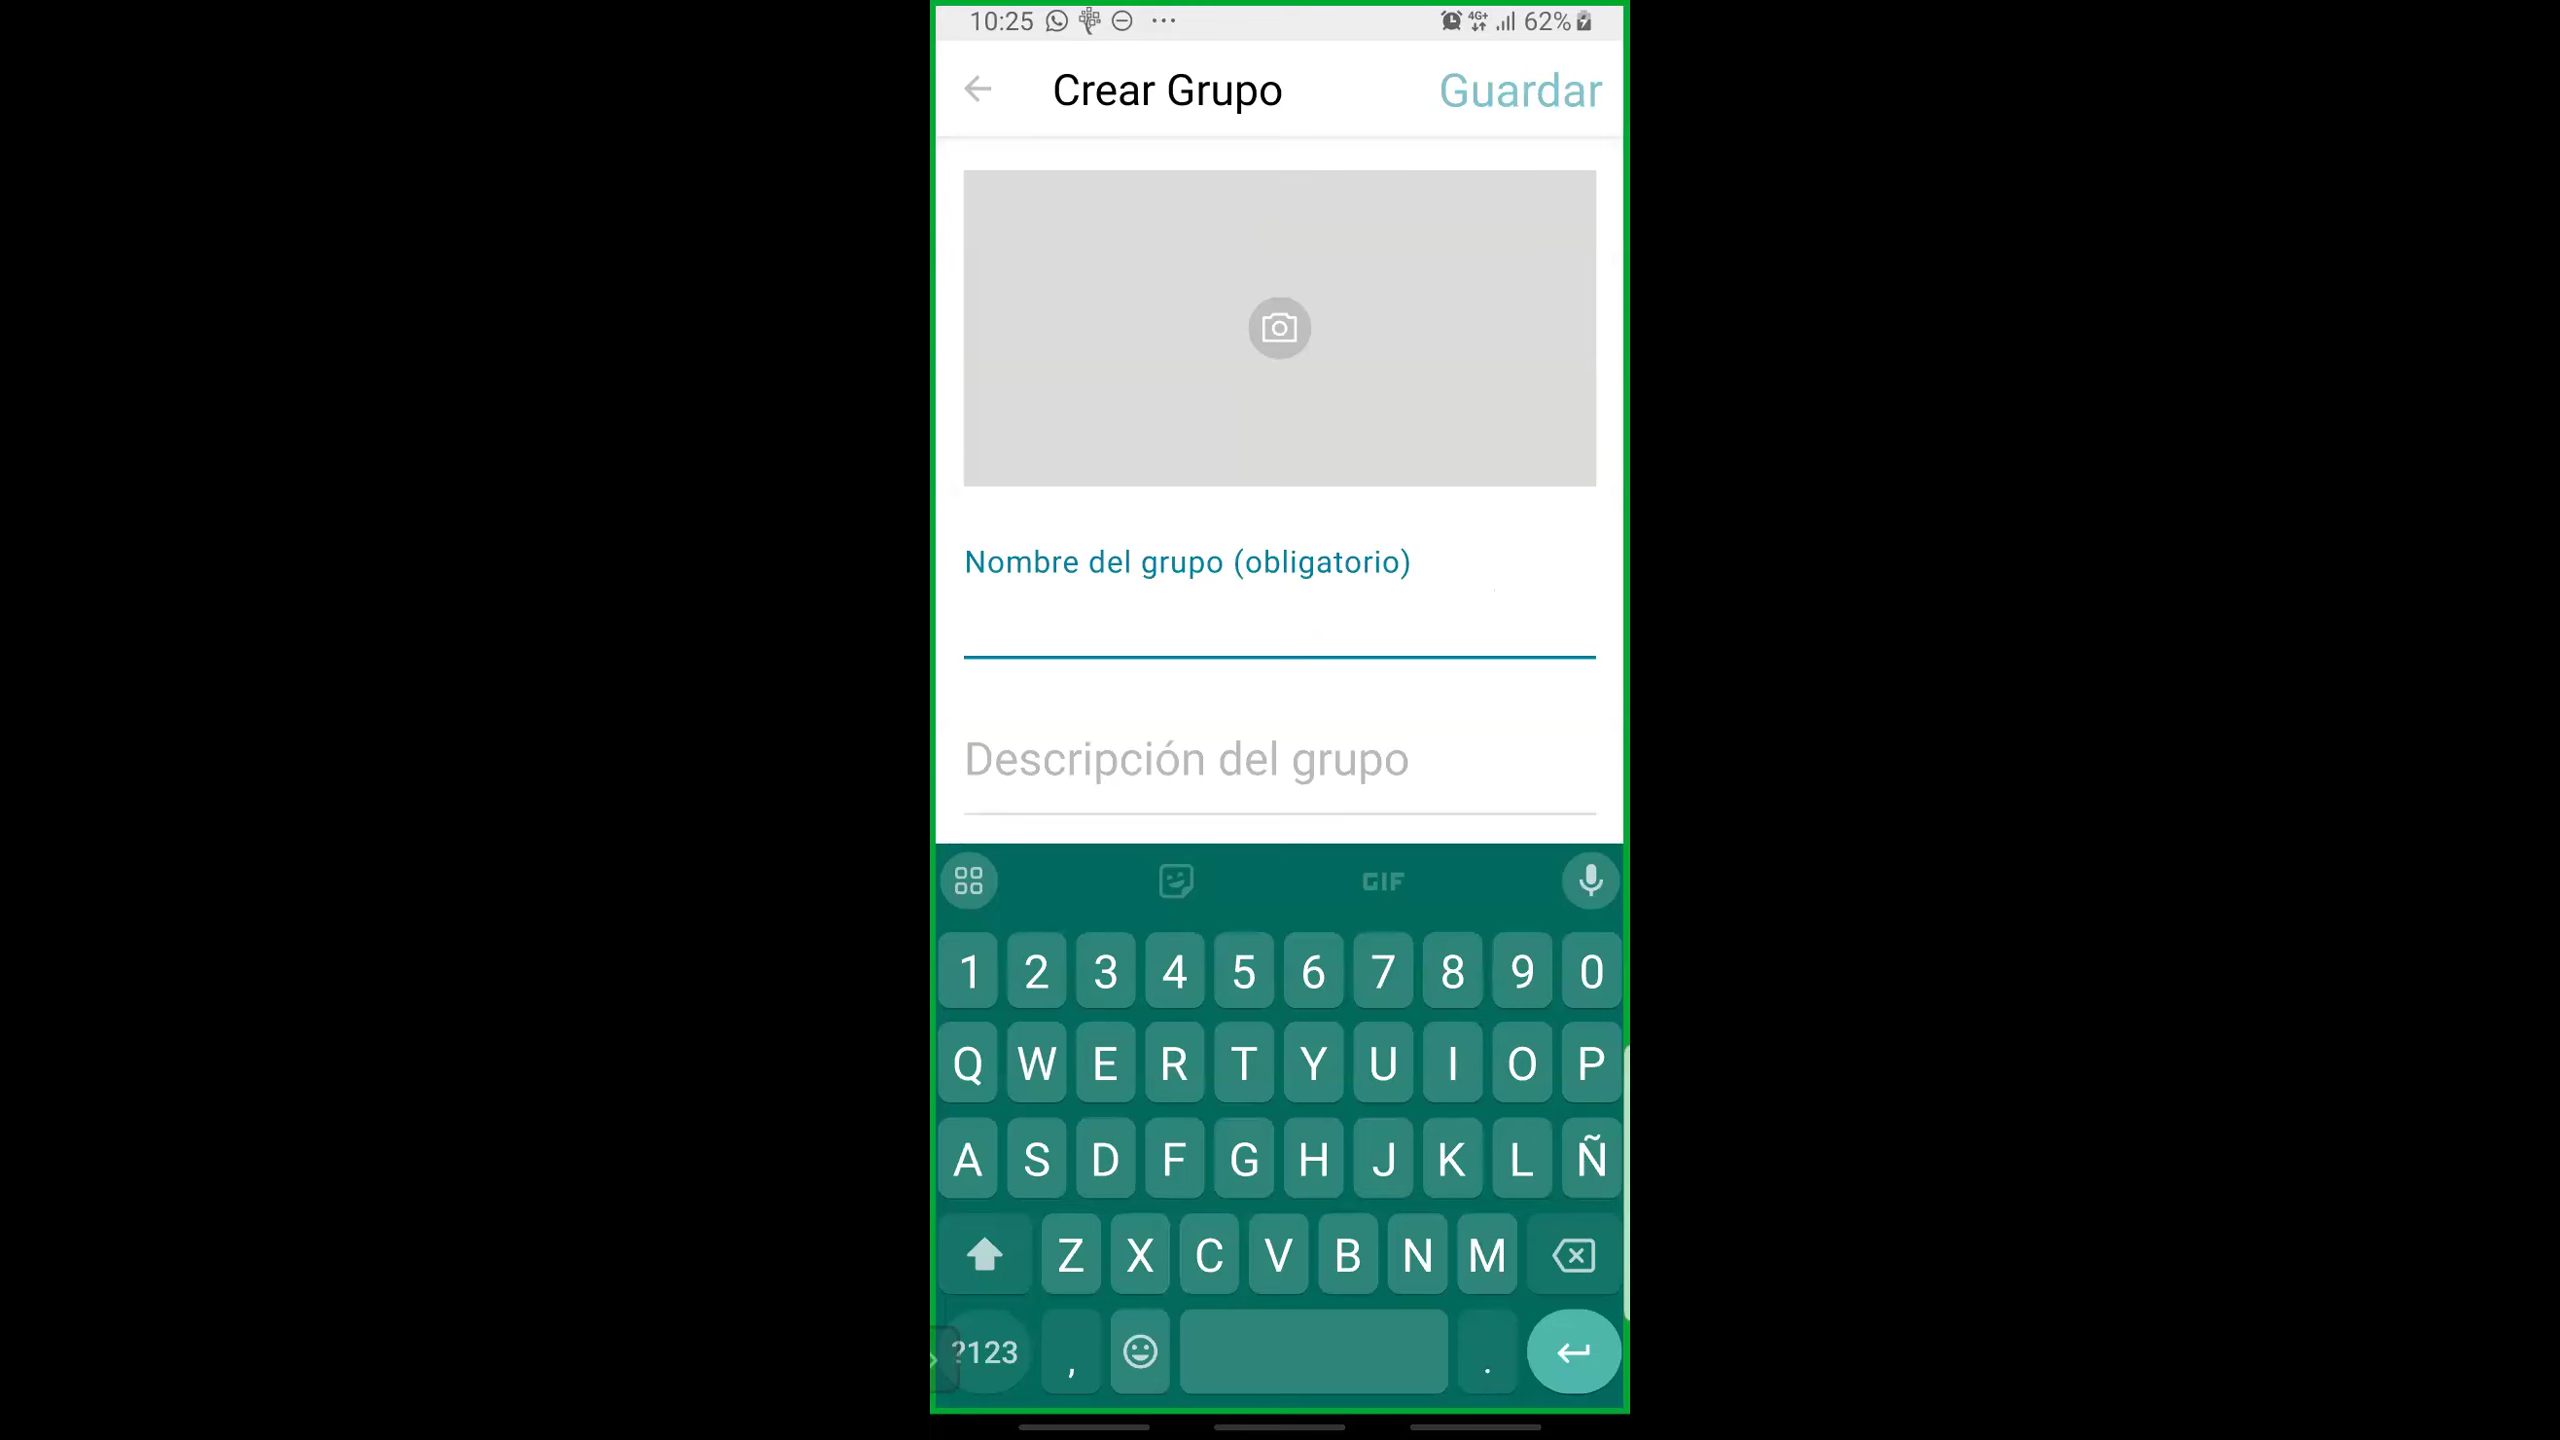 10:25 4G+ 62%
Crear Grupo Guardar
Nombre del grupo (obligatorio)
Descripción del grupo
GIF
1 2 3 4 5 6 7 8 9 0
Q W E R T Y U I O P
A S D F G H J K L Ñ
Z X C V B N M
?123 , .